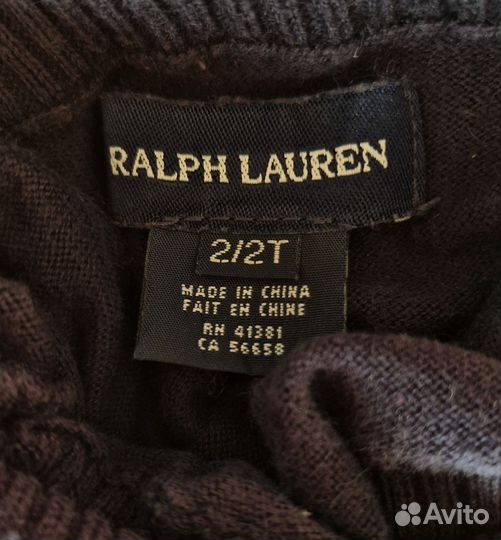 RALPH LAUREN
2/2T
MADE IN CHINA
FAIT EN CHINE
RN 41381
CA 56658
Avito